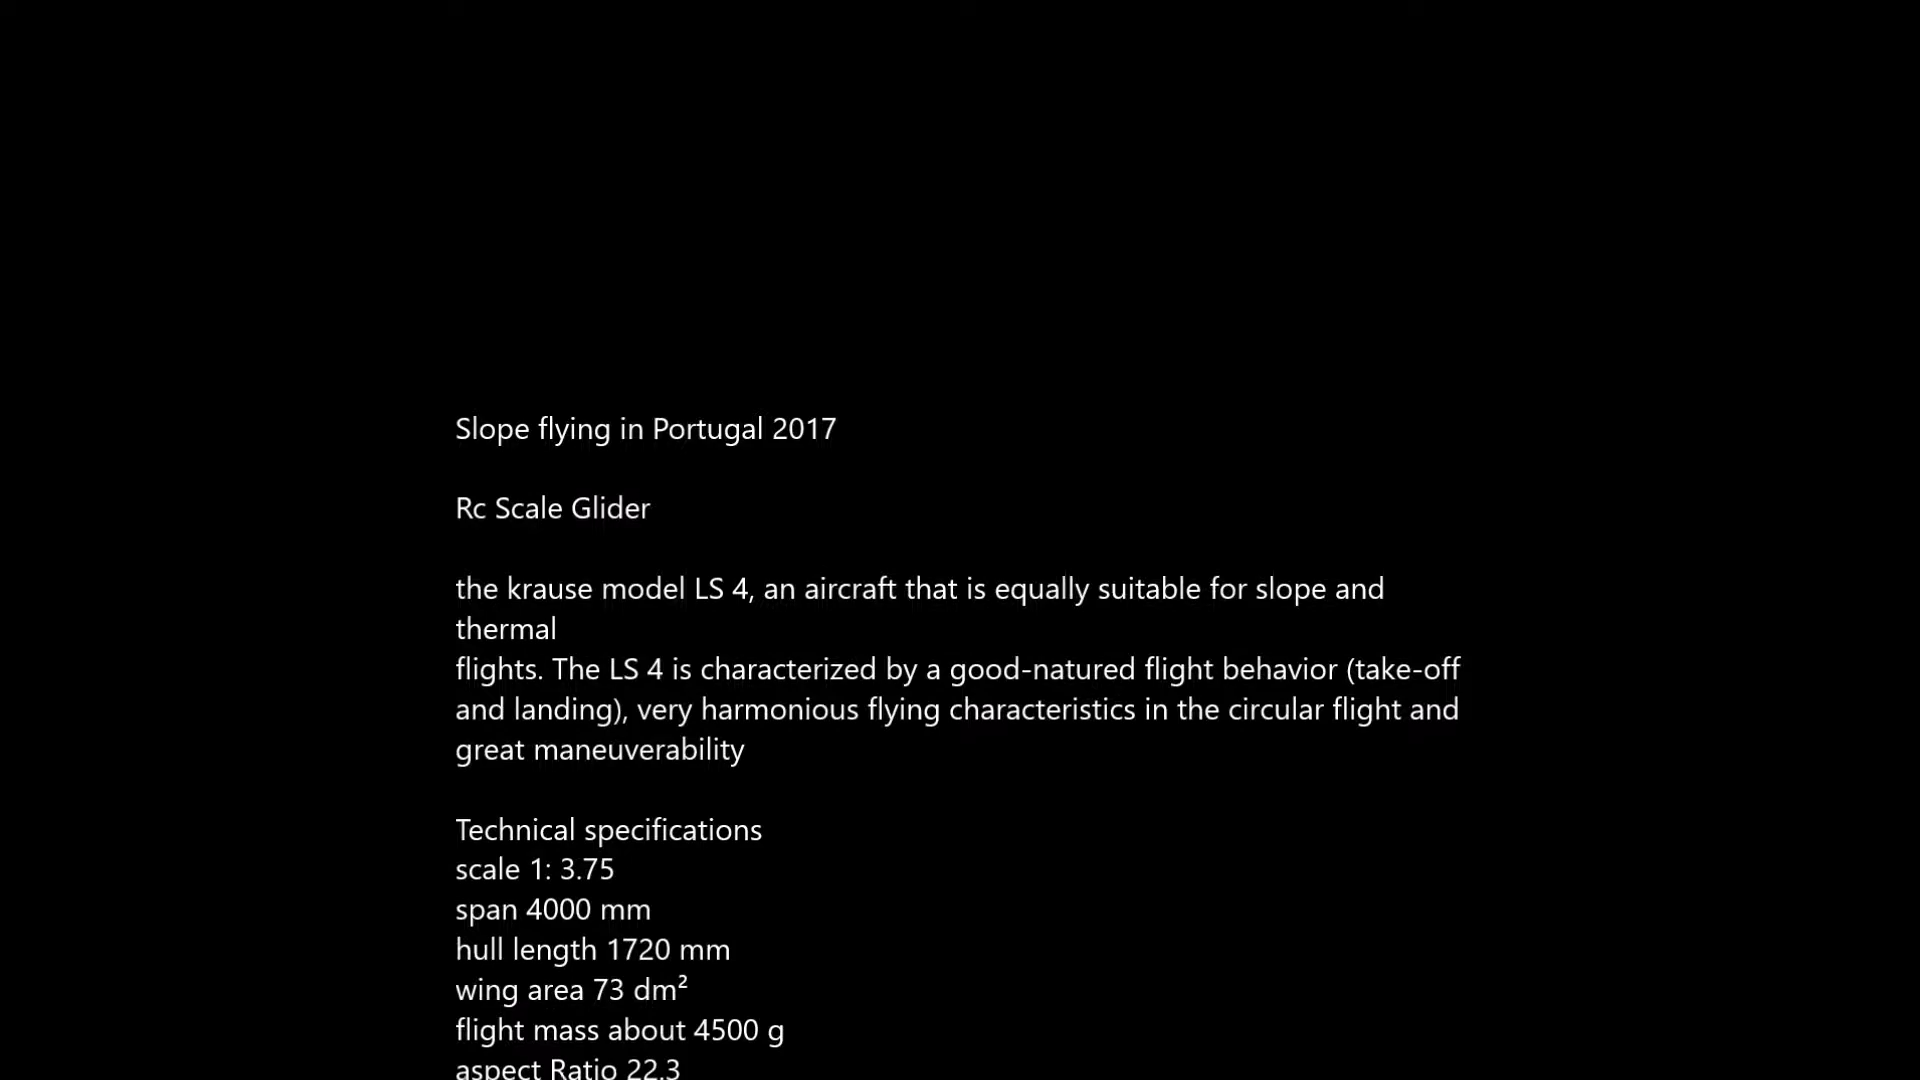 Slope flying in Portugal 2017
Rc Scale Glider
the krause model LS 4, an aircraft that is equally suitable for slope and
thermal
flights. The LS 4 is characterized by a good-natured flight behavior (take-off
and landing), very harmonious flying characteristics in the circular flight and
great maneuverability
Technical specifications
scale 1: 3.75
span 4000 mm
hull length 1720 mm
wing area 73 dm²
flight mass about 4500 g
aspect Ratio 22.3